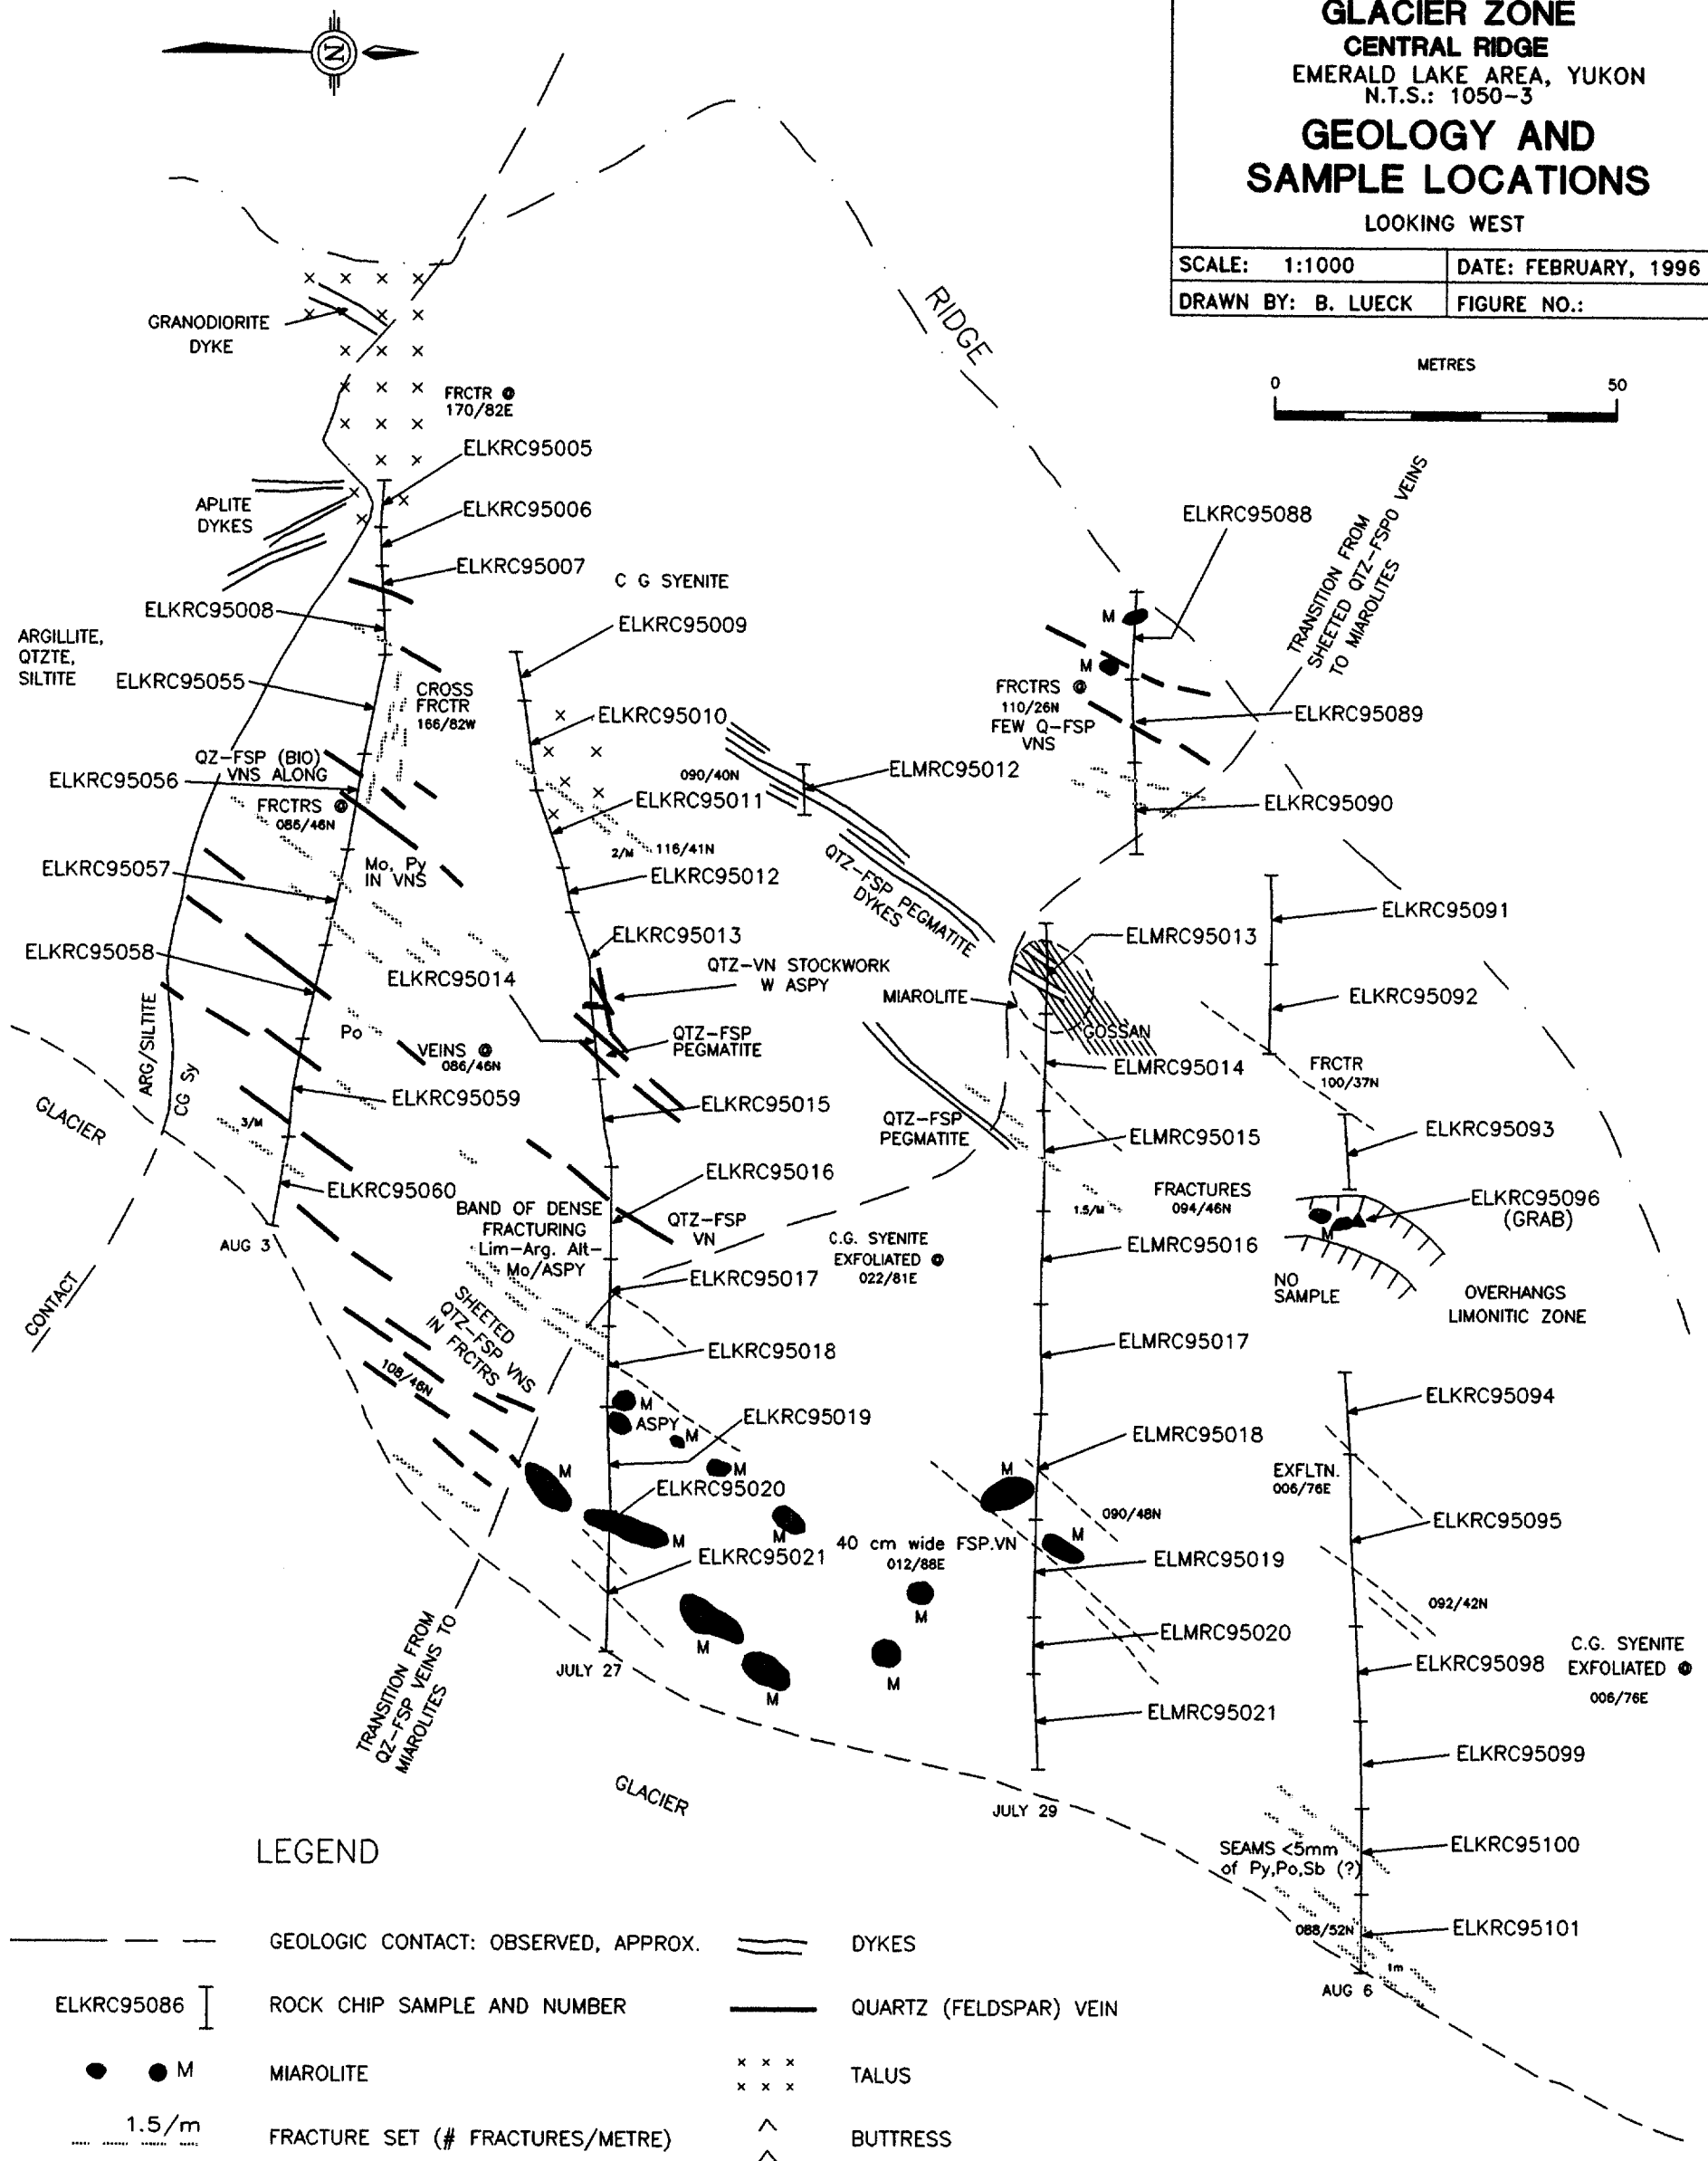 GLACIER ZONE
CENTRAL RIDGE
EMERALD LAKE AREA, YUKON
N.T.S.: 105O-3
GEOLOGY AND
SAMPLE LOCATIONS
LOOKING WEST
SCALE: 1:1000
DATE: FEBRUARY, 1996
DRAWN BY: B. LUECK
FIGURE NO.:
METRES
0
50
N
RIDGE
GRANODIORITE
DYKE
FRCTR @
170/82E
ELKRC95005
APLITE
DYKES
ELKRC95006
ELKRC95007
C G SYENITE
ELKRC95008
ELKRC95009
ARGILLITE,
QTZTE,
SILTITE
ELKRC95055
CROSS
FRCTR
166/82W
ELKRC95010
QZ-FSP (BIO)
VNS ALONG
ELKRC95056
FRCTRS @
086/46N
090/40N
ELKRC95011
ELMRC95012
2/M
116/41N
Mo, Py
IN VNS
ELKRC95057
ELKRC95012
QTZ-FSP PEGMATITE
DYKES
ELKRC95013
ELKRC95058
ELKRC95014
QTZ-VN STOCKWORK
W ASPY
ARG/SILTITE
CG Sy
Po
VEINS @
086/46N
QTZ-FSP
PEGMATITE
ELKRC95059
ELKRC95015
3/M
GLACIER
ELKRC95060
AUG 3
CONTACT
ELKRC95016
BAND OF DENSE
FRACTURING
Lim-Arg. Alt-
Mo/ASPY
QTZ-FSP
VN
ELKRC95017
SHEETED
QTZ-FSP VNS
IN FRCTRS
108/46N
ELKRC95018
M
ASPY
M
ELKRC95019
M
M
ELKRC95020
M
M
ELKRC95021
JULY 27
M
M
M
M
TRANSITION FROM
QZ-FSP VEINS TO
MIAROLITES
GLACIER
ELKRC95088
TRANSITION FROM
SHEETED QTZ-FSPO VEINS
TO MIAROLITES
M
M
FRCTRS @
110/26N
FEW Q-FSP
VNS
ELKRC95089
ELKRC95090
ELKRC95091
ELMRC95013
MIAROLITE
GOSSAN
ELKRC95092
ELMRC95014
FRCTR
100/37N
QTZ-FSP
PEGMATITE
ELMRC95015
ELKRC95093
FRACTURES
094/46N
1.5/M
ELKRC95096
(GRAB)
M
C.G. SYENITE
EXFOLIATED @
022/81E
ELMRC95016
NO
SAMPLE
OVERHANGS
LIMONITIC ZONE
ELMRC95017
ELKRC95094
ELMRC95018
M
EXFLTN.
006/76E
090/48N
M
ELKRC95095
40 cm wide FSP.VN
012/88E
ELMRC95019
092/42N
ELMRC95020
ELKRC95098
C.G. SYENITE
EXFOLIATED @
006/76E
ELMRC95021
ELKRC95099
JULY 29
SEAMS <5mm
of Py,Po,Sb (?)
ELKRC95100
088/52N
ELKRC95101
1m
AUG 6
LEGEND
GEOLOGIC CONTACT: OBSERVED, APPROX.
DYKES
ELKRC95086
ROCK CHIP SAMPLE AND NUMBER
QUARTZ (FELDSPAR) VEIN
M
MIAROLITE
TALUS
1.5/m
FRACTURE SET (# FRACTURES/METRE)
BUTTRESS